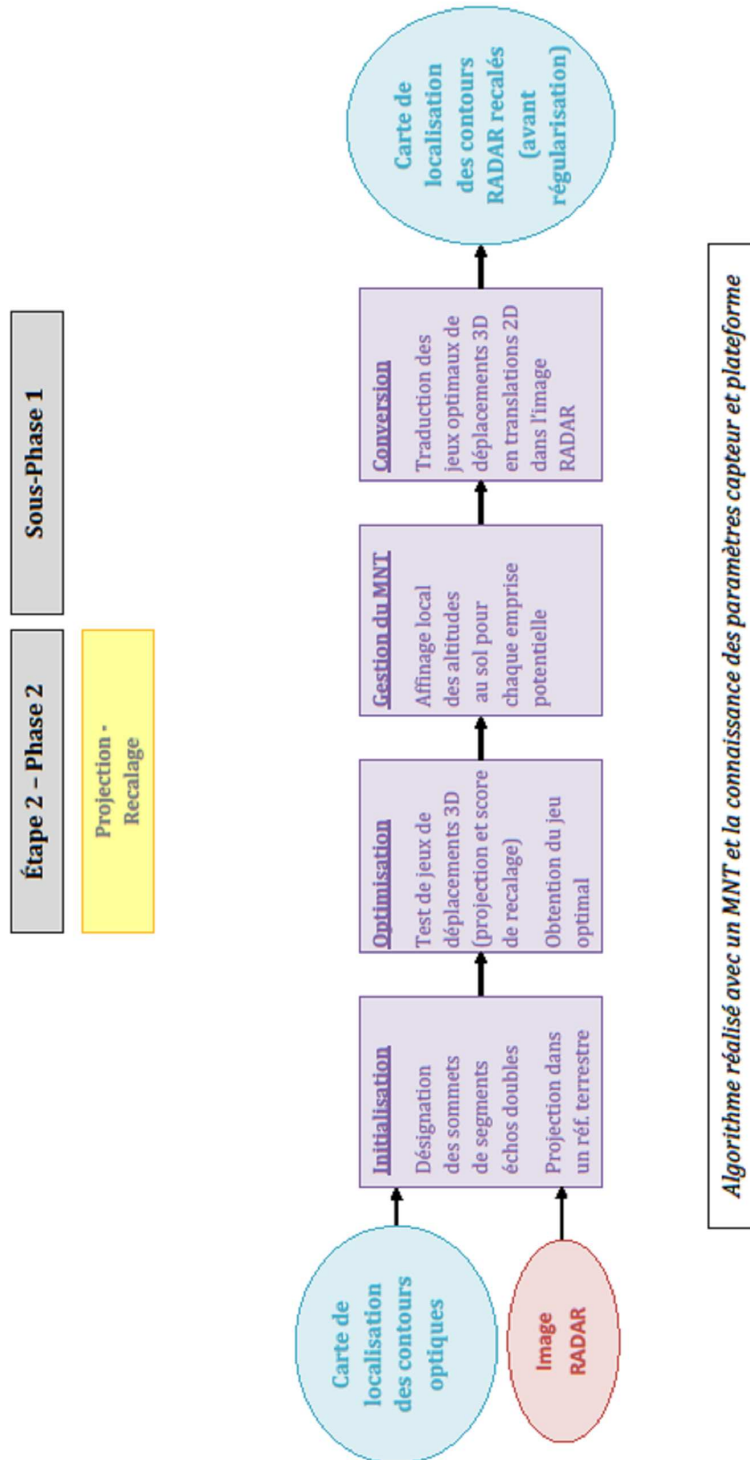 Étape 2 – Phase 2
Sous-Phase 1
Projection -
Recalage
Carte de
localisation
des contours
optiques
Image
RADAR
Initialisation
Désignation
des sommets
de segments
échos doubles
Projection dans
un réf. terrestre
Optimisation
Test de jeux de
déplacements 3D
(projection et score
de recalage)
Obtention du jeu
optimal
Gestion du MNT
Affinage local
des altitudes
au sol pour
chaque emprise
potentielle
Conversion
Traduction des
jeux optimaux de
déplacements 3D
en translations 2D
dans l'image
RADAR
Carte de
localisation
des contours
RADAR recalés
(avant
régularisation)
Algorithme réalisé avec un MNT et la connaissance des paramètres capteur et plateforme